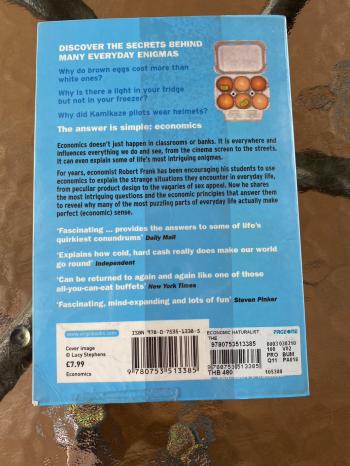 DISCOVER THE SECRETS BEHIND
MANY EVERYDAY ENIGMAS
Why do brown eggs cost more than
white ones?
Why is there a light in your fridge
but not in your freezer?
Why did Kamikaze pilots wear helmets?
The answer is simple: economics
Economics doesn't just happen in classrooms or banks. It is everywhere and
influences everything we do and see, from the cinema screen to the streets.
It can even explain some of life's most intriguing enigmas.
For years, economist Robert Frank has been encouraging his students to use
economics to explain the strange situations they encounter in everyday life,
from peculiar product design to the vagaries of sex appeal. Now he shares
the most intriguing questions and the economic principles that answer them
to reveal why many of the most puzzling parts of everyday life actually make
perfect (economic) sense.
'Fascinating ... provides the answers to some of life's
quirkiest conundrums' Daily Mail
'Explains how cold, hard cash really does make our world
go round' Independent
'Can be returned to again and again like one of those
all-you-can-eat buffets' New York Times
'Fascinating, mind-expanding and lots of fun' Steven Pinker
www.virginbooks.com
Cover image
© Lucy Stephens
£7.99
Economics
ISBN 978-0-7535-1338-5
9 780753 513385
ECONOMIC NATURALIST
THE
9780753513385
9780753513385
THB 480
PAGEONE
PRO BUM
105308